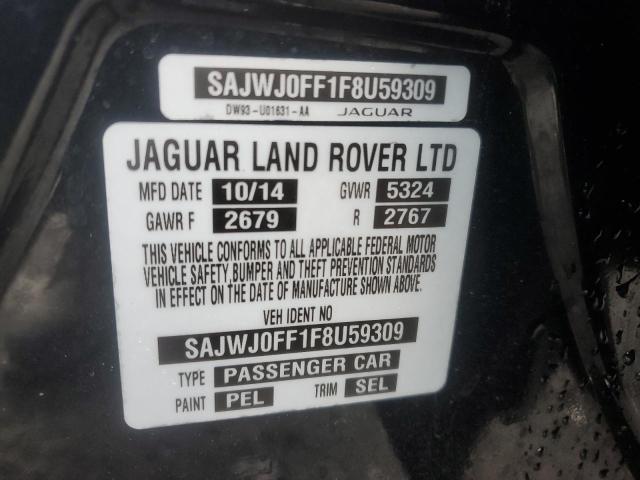 SAJWJ0FF1F8U59309
DW93-U01631-AA JAGUAR
JAGUAR LAND ROVER LTD
MFD DATE 10/14 GVWR 5324
GAWR F 2679 R 2767
THIS VEHICLE CONFORMS TO ALL APPLICABLE FEDERAL MOTOR
VEHICLE SAFETY,BUMPER AND THEFT PREVENTION STANDARDS
IN EFFECT ON THE DATE OF MANUFACTURE SHOWN ABOVE.
VEH IDENT NO
SAJWJ0FF1F8U59309
TYPE PASSENGER CAR
PAINT PEL TRIM SEL